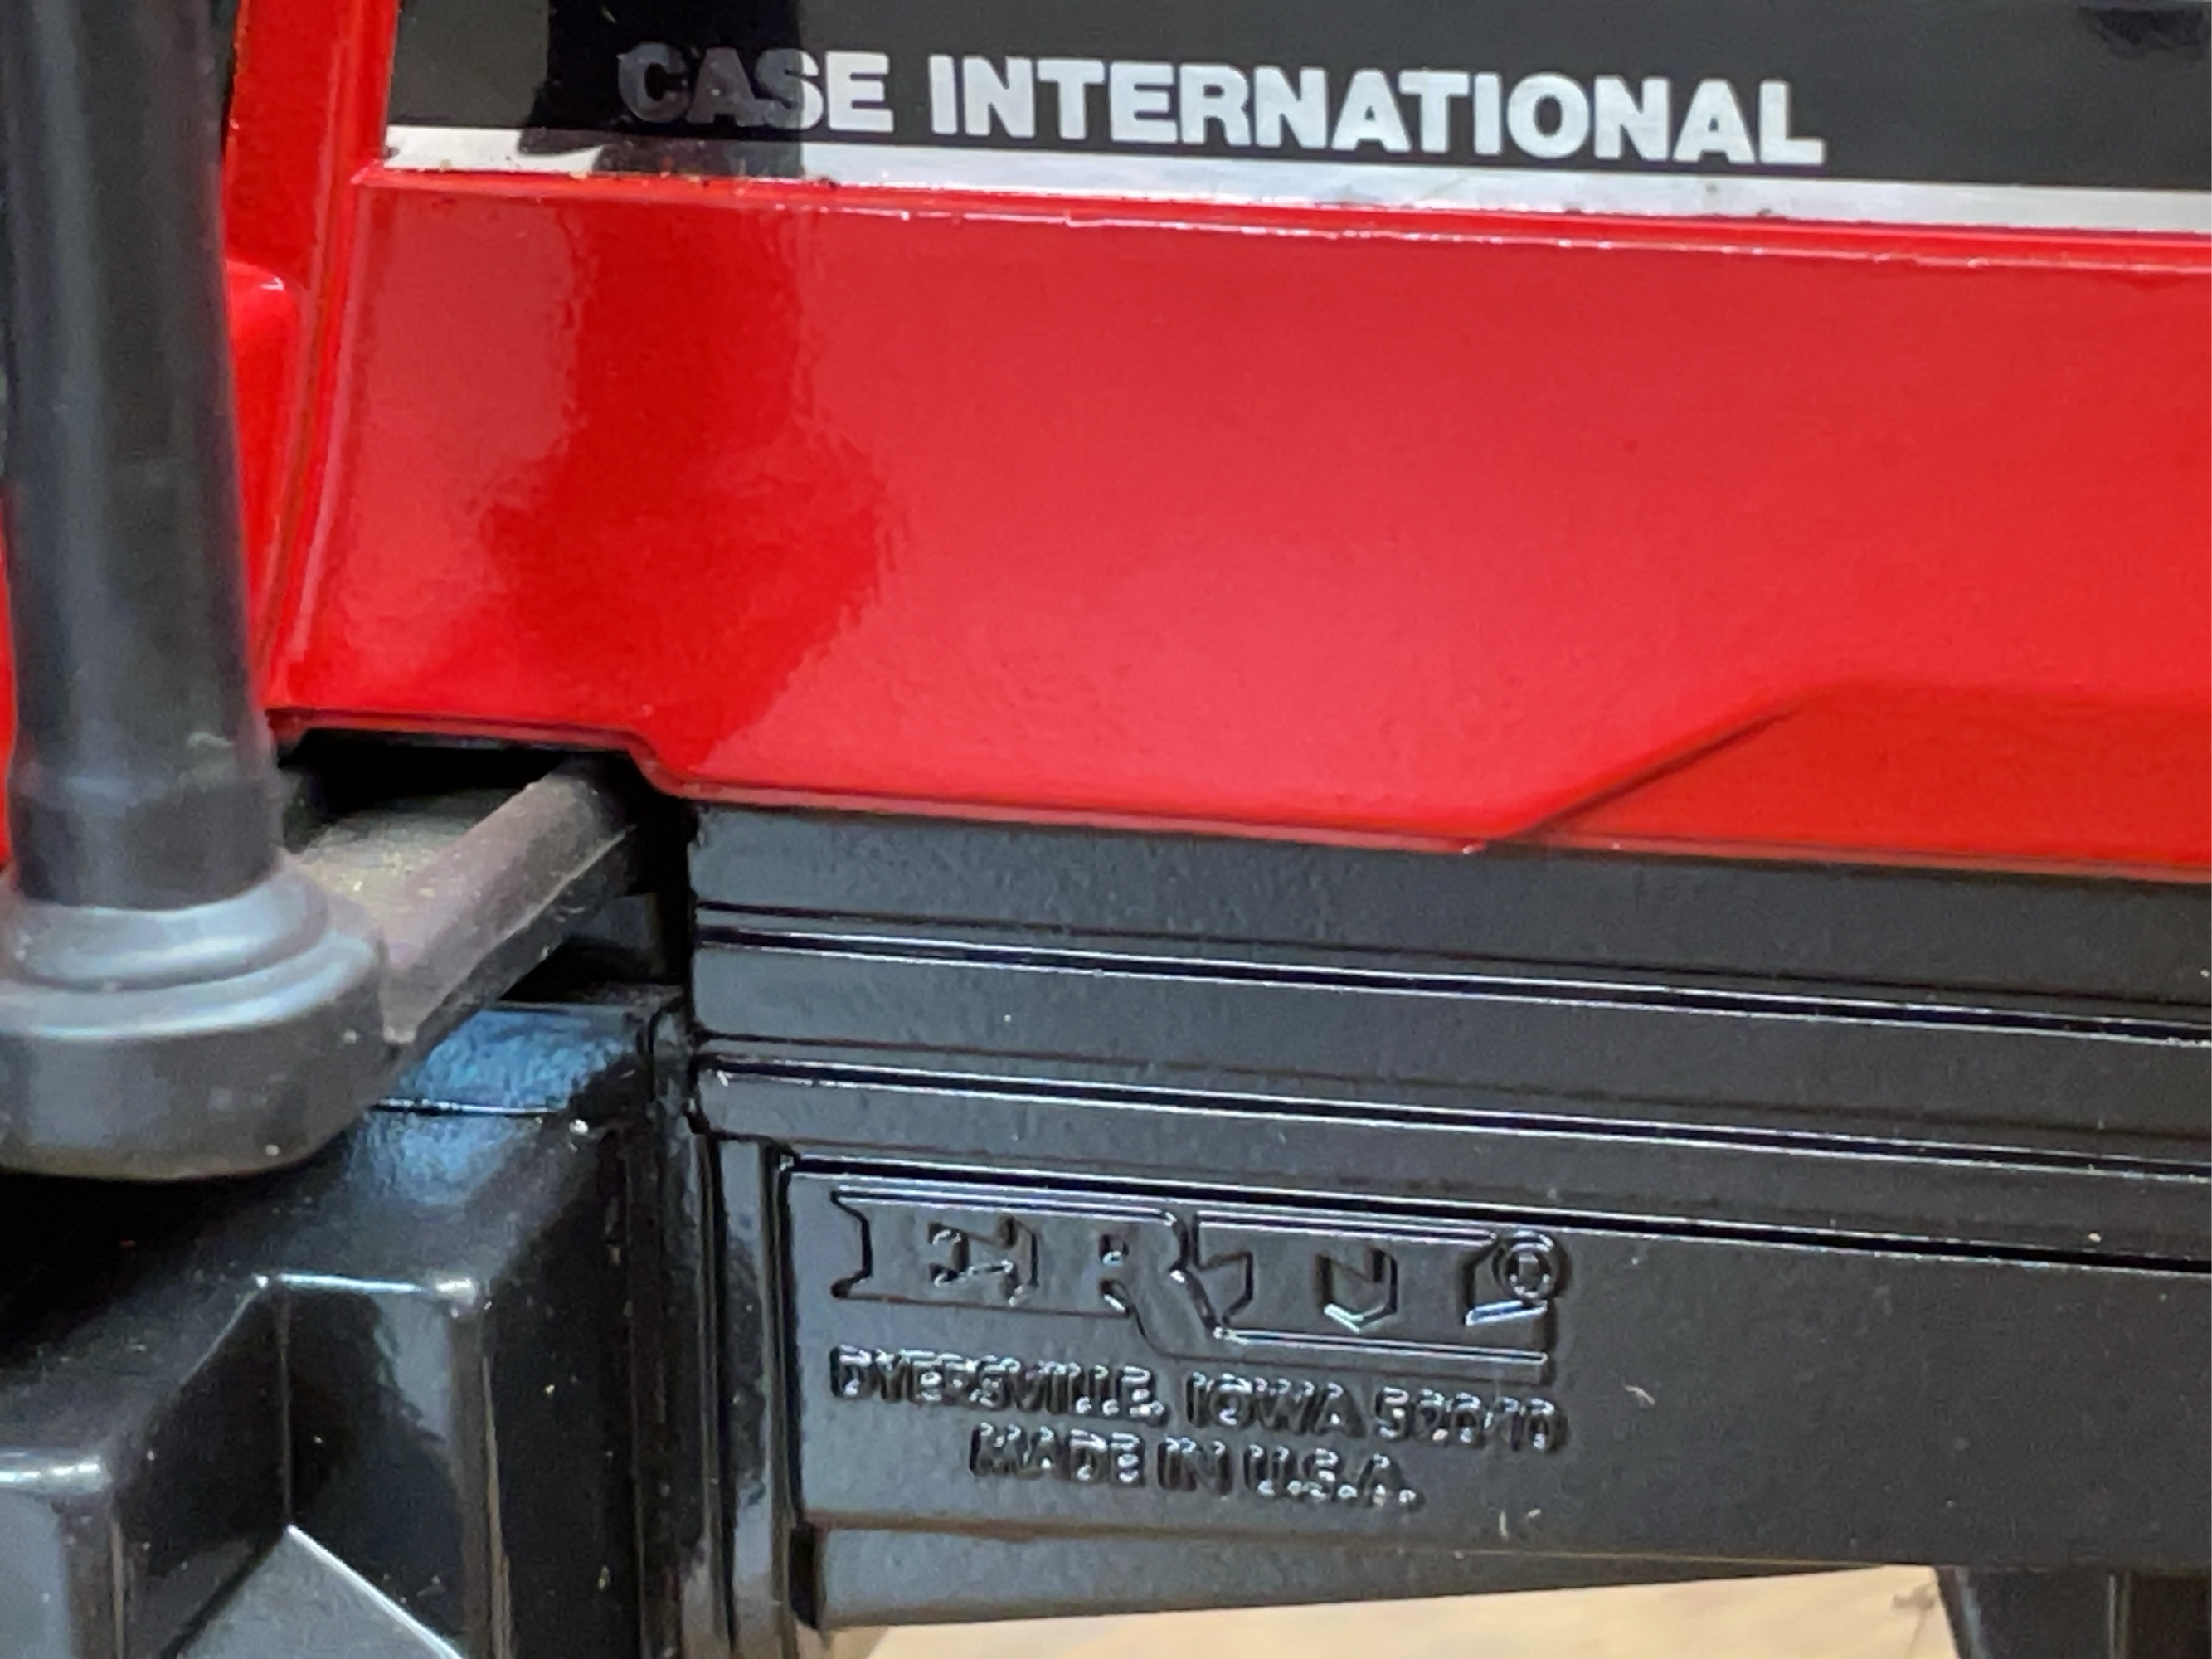 CASE INTERNATIONAL
ERTL
DYERSVILLE, IOWA 52040
MADE IN U.S.A.